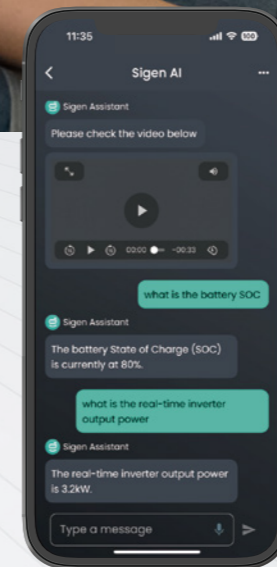 11:35
100
Sigen AI
Sigen Assistant
Please check the video below
00:00
-00:33
what is the battery SOC
Sigen Assistant
The battery State of Charge (SOC)
is currently at 80%.
what is the real-time inverter
output power
Sigen Assistant
The real-time inverter output power
is 3.2kW.
Type a message